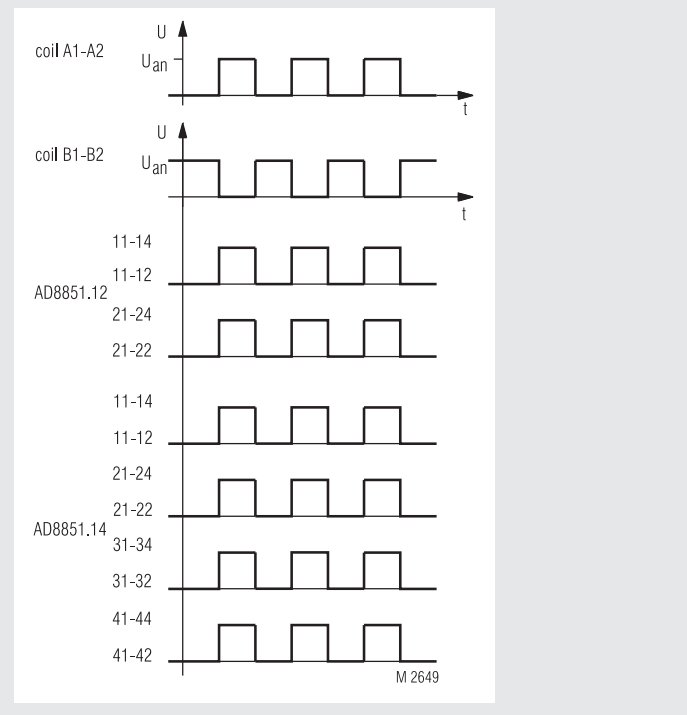 U
coil A1-A2
Uan
t
U
coil B1-B2
Uan
t
11-14
11-12
AD8851.12
21-24
21-22
11-14
11-12
21-24
21-22
AD8851.14
31-34
31-32
41-44
41-42
M 2649